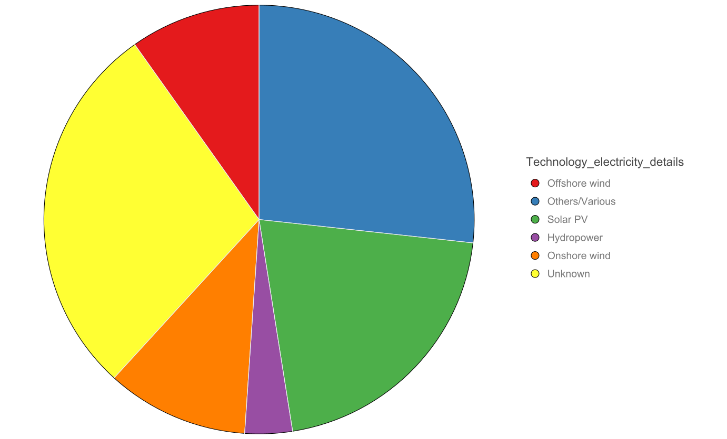 Technology_electricity_details
Offshore wind
Others/Various
Solar PV
Hydropower
Onshore wind
Unknown